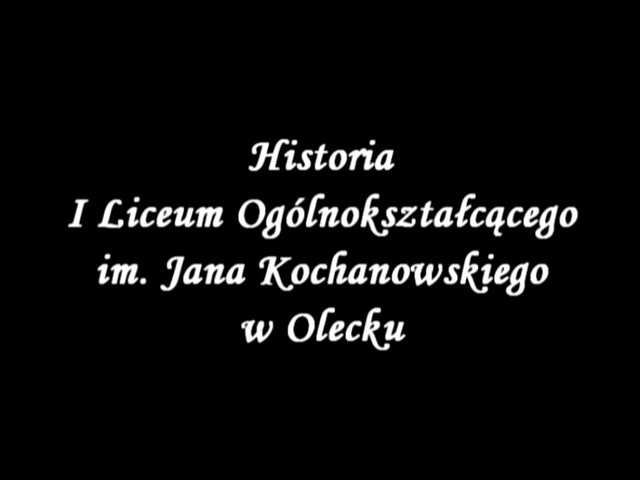 Historia
I Liceum Ogólnokształcącego
im. Jana Kochanowskiego
w Olecku